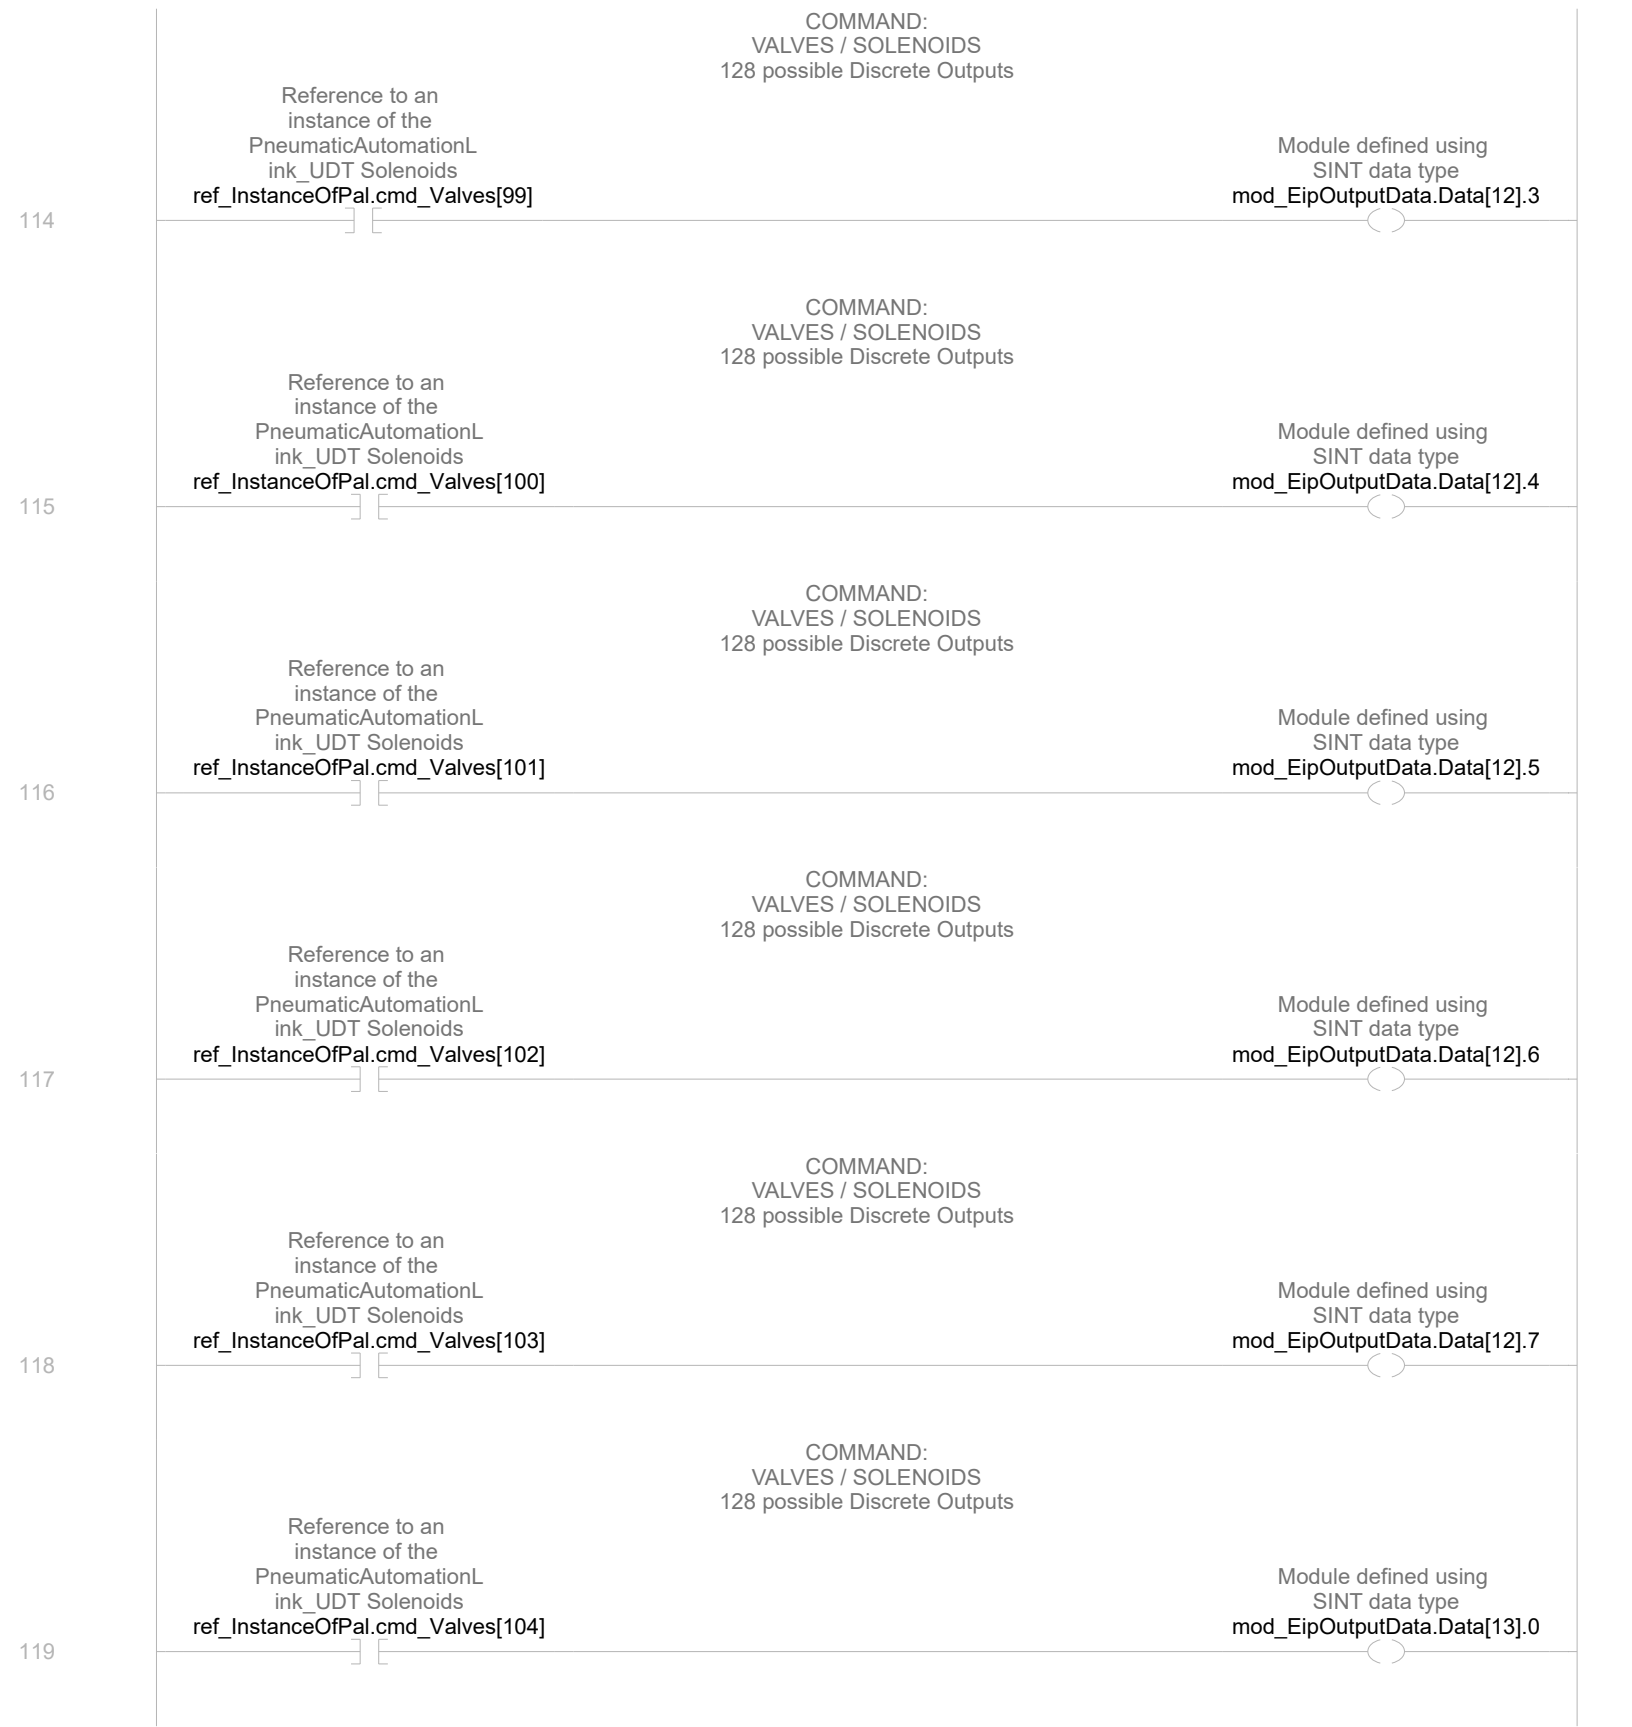 COMMAND:
VALVES / SOLENOIDS
128 possible Discrete Outputs
Reference to an
instance of the
PneumaticAutomationL
ink_UDT Solenoids
ref_InstanceOfPal.cmd_Valves[99]
Module defined using
SINT data type
mod_EipOutputData.Data[12].3
114
COMMAND:
VALVES / SOLENOIDS
128 possible Discrete Outputs
Reference to an
instance of the
PneumaticAutomationL
ink_UDT Solenoids
ref_InstanceOfPal.cmd_Valves[100]
Module defined using
SINT data type
mod_EipOutputData.Data[12].4
115
COMMAND:
VALVES / SOLENOIDS
128 possible Discrete Outputs
Reference to an
instance of the
PneumaticAutomationL
ink_UDT Solenoids
ref_InstanceOfPal.cmd_Valves[101]
Module defined using
SINT data type
mod_EipOutputData.Data[12].5
116
COMMAND:
VALVES / SOLENOIDS
128 possible Discrete Outputs
Reference to an
instance of the
PneumaticAutomationL
ink_UDT Solenoids
ref_InstanceOfPal.cmd_Valves[102]
Module defined using
SINT data type
mod_EipOutputData.Data[12].6
117
COMMAND:
VALVES / SOLENOIDS
128 possible Discrete Outputs
Reference to an
instance of the
PneumaticAutomationL
ink_UDT Solenoids
ref_InstanceOfPal.cmd_Valves[103]
Module defined using
SINT data type
mod_EipOutputData.Data[12].7
118
COMMAND:
VALVES / SOLENOIDS
128 possible Discrete Outputs
Reference to an
instance of the
PneumaticAutomationL
ink_UDT Solenoids
ref_InstanceOfPal.cmd_Valves[104]
Module defined using
SINT data type
mod_EipOutputData.Data[13].0
119